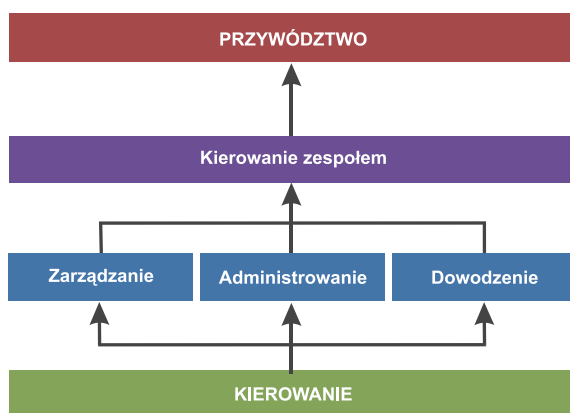 PRZYWÓDZTWO
Kierowanie zespołem
Zarządzanie
Administrowanie
Dowodzenie
KIEROWANIE